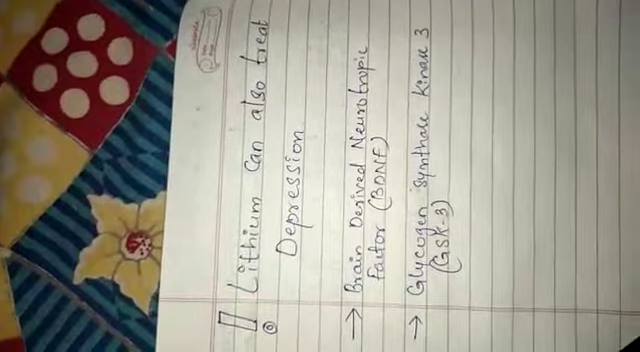 Lithium can also treat
Depression
→ Brain Derived Neurotropic
Factor (BDNF)
→ Glycogen synthase kinase 3
(GSK-3)